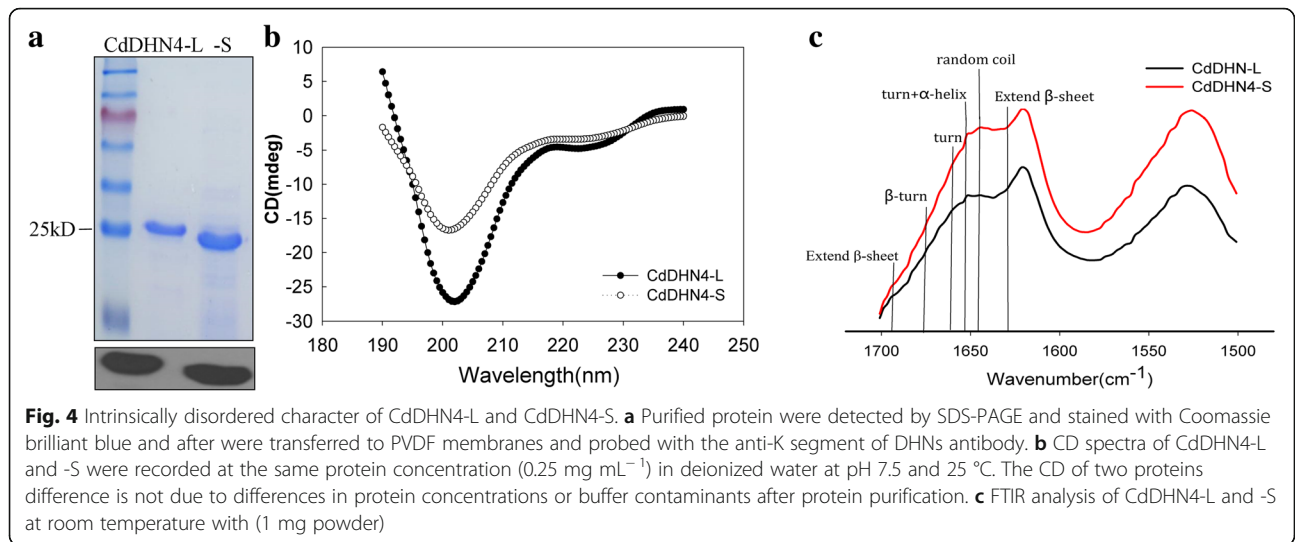 a
CdDHN4-L -S
25kD
b
10
5
0
-5
-10
-15
-20
-25
-30
CD(mdeg)
CdDHN4-L
CdDHN4-S
180 190 200 210 220 230 240 250
Wavelength(nm)
c
random coil
turn+α-helix
Extend β-sheet
turn
β-turn
Extend β-sheet
CdDHN-L
CdDHN4-S
1700 1650 1600 1550 1500
Wavenumber(cm⁻¹)
Fig. 4 Intrinsically disordered character of CdDHN4-L and CdDHN4-S. a Purified protein were detected by SDS-PAGE and stained with Coomassie
brilliant blue and after were transferred to PVDF membranes and probed with the anti-K segment of DHNs antibody. b CD spectra of CdDHN4-L
and -S were recorded at the same protein concentration (0.25 mg mL⁻ ¹) in deionized water at pH 7.5 and 25 °C. The CD of two proteins
difference is not due to differences in protein concentrations or buffer contaminants after protein purification. c FTIR analysis of CdDHN4-L and -S
at room temperature with (1 mg powder)